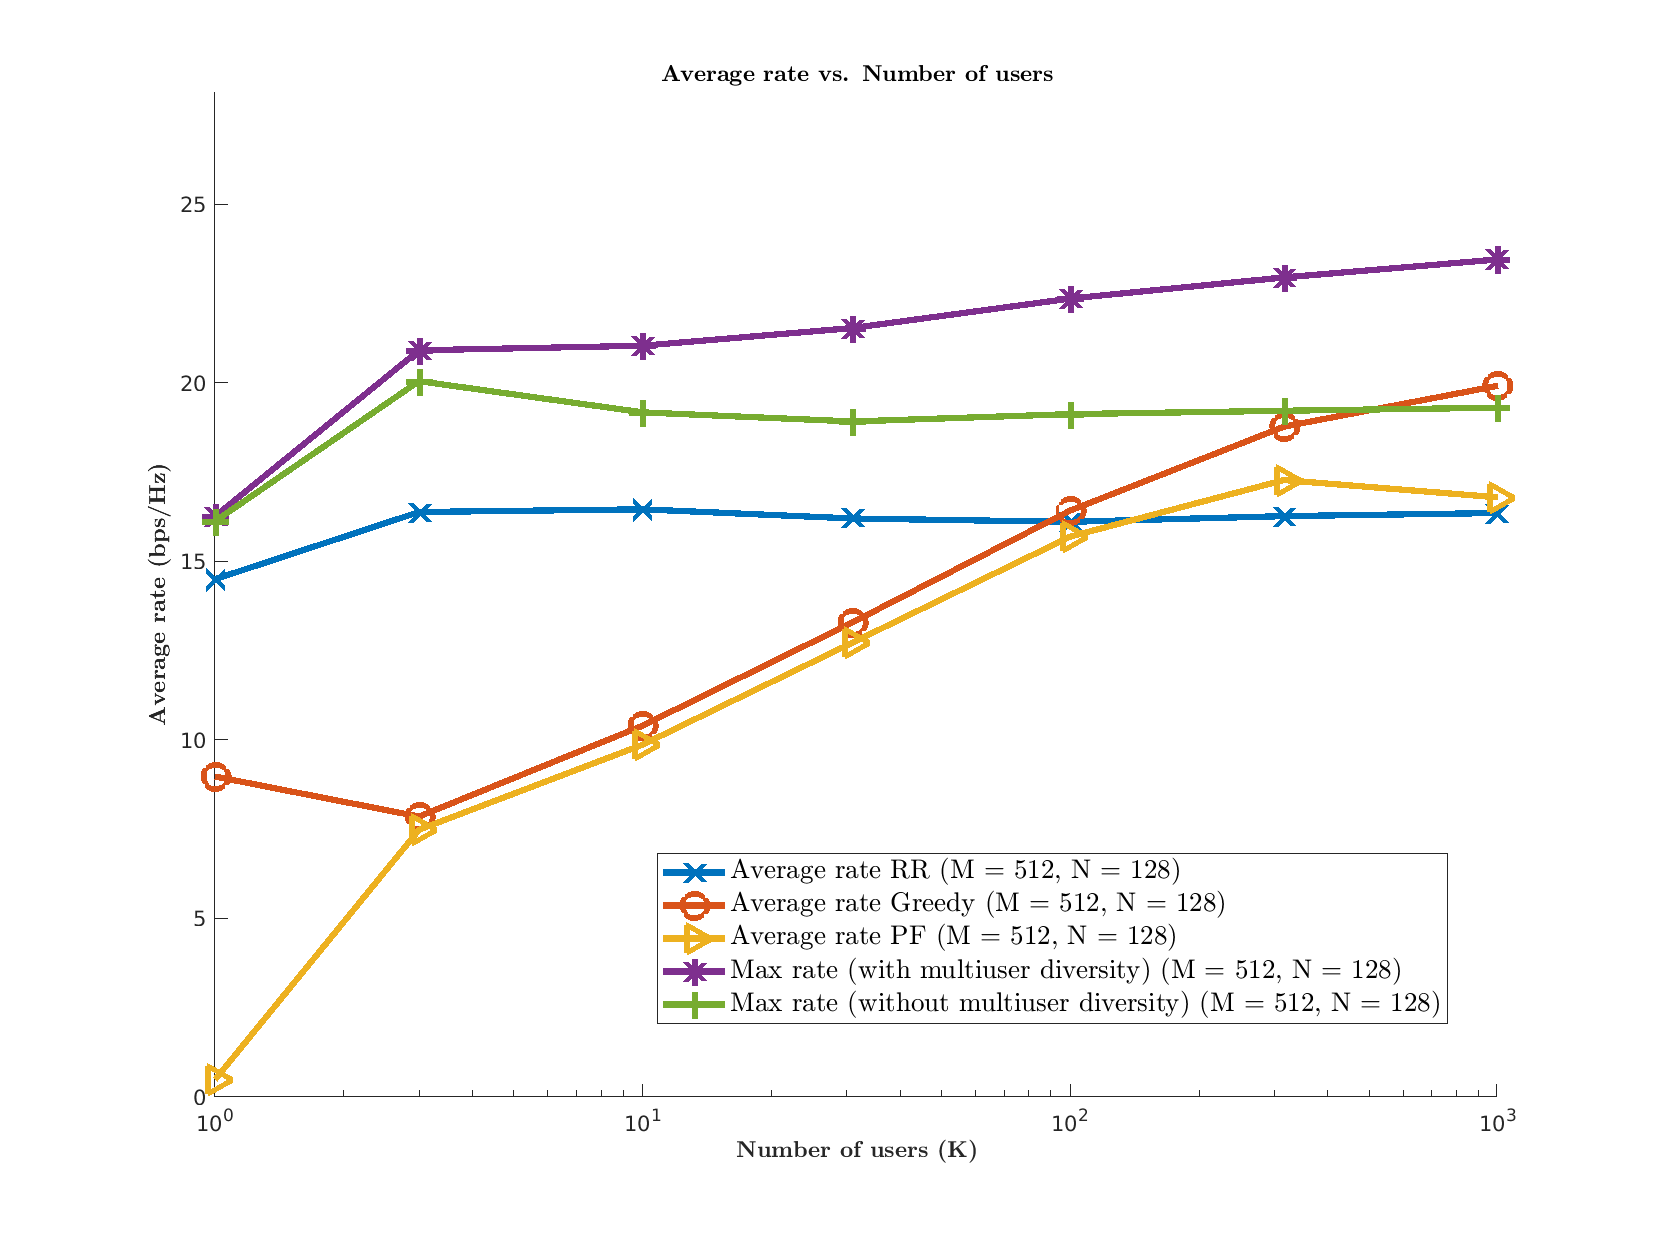 Average rate vs. Number of users
Average rate (bps/Hz)
25
20
15
10
5
0
10^0
10^1
10^2
10^3
Number of users (K)
Average rate RR (M = 512, N = 128)
Average rate Greedy (M = 512, N = 128)
Average rate PF (M = 512, N = 128)
Max rate (with multiuser diversity) (M = 512, N = 128)
Max rate (without multiuser diversity) (M = 512, N = 128)